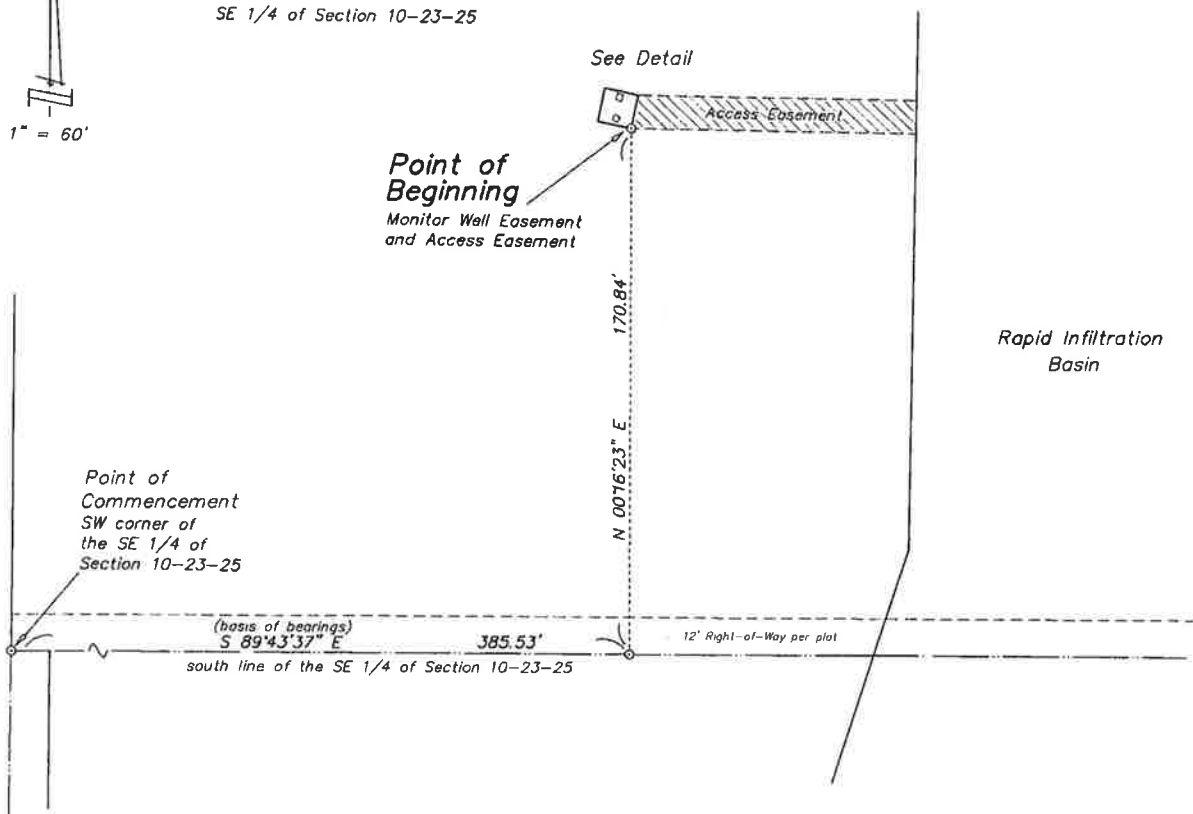 SE 1/4 of Section 10-23-25
See Detail
1" = 60'
Access Easement
Point of
Beginning
Monitor Well Easement
and Access Easement
170.84'
N 00°16'23" E
Rapid Infiltration
Basin
Point of
Commencement
SW corner of
the SE 1/4 of
Section 10-23-25
(basis of bearings)
S 89°43'37" E 385.53'
12' Right-of-Way per plat
south line of the SE 1/4 of Section 10-23-25